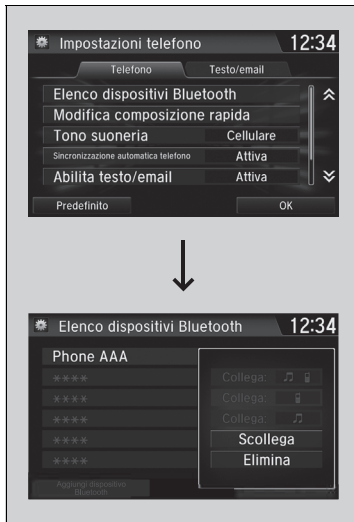 Impostazioni telefono 12:34
Telefono Testo/email
Elenco dispositivi Bluetooth
Modifica composizione rapida
Tono suoneria Cellulare
Sincronizzazione automatica telefono Attiva
Abilita testo/email Attiva
Predefinito OK
Elenco dispositivi Bluetooth 12:34
Phone AAA
****
**** Collega:
**** Collega:
**** Collega:
**** Scollega
Elimina
Aggiungi dispositivo
Bluetooth